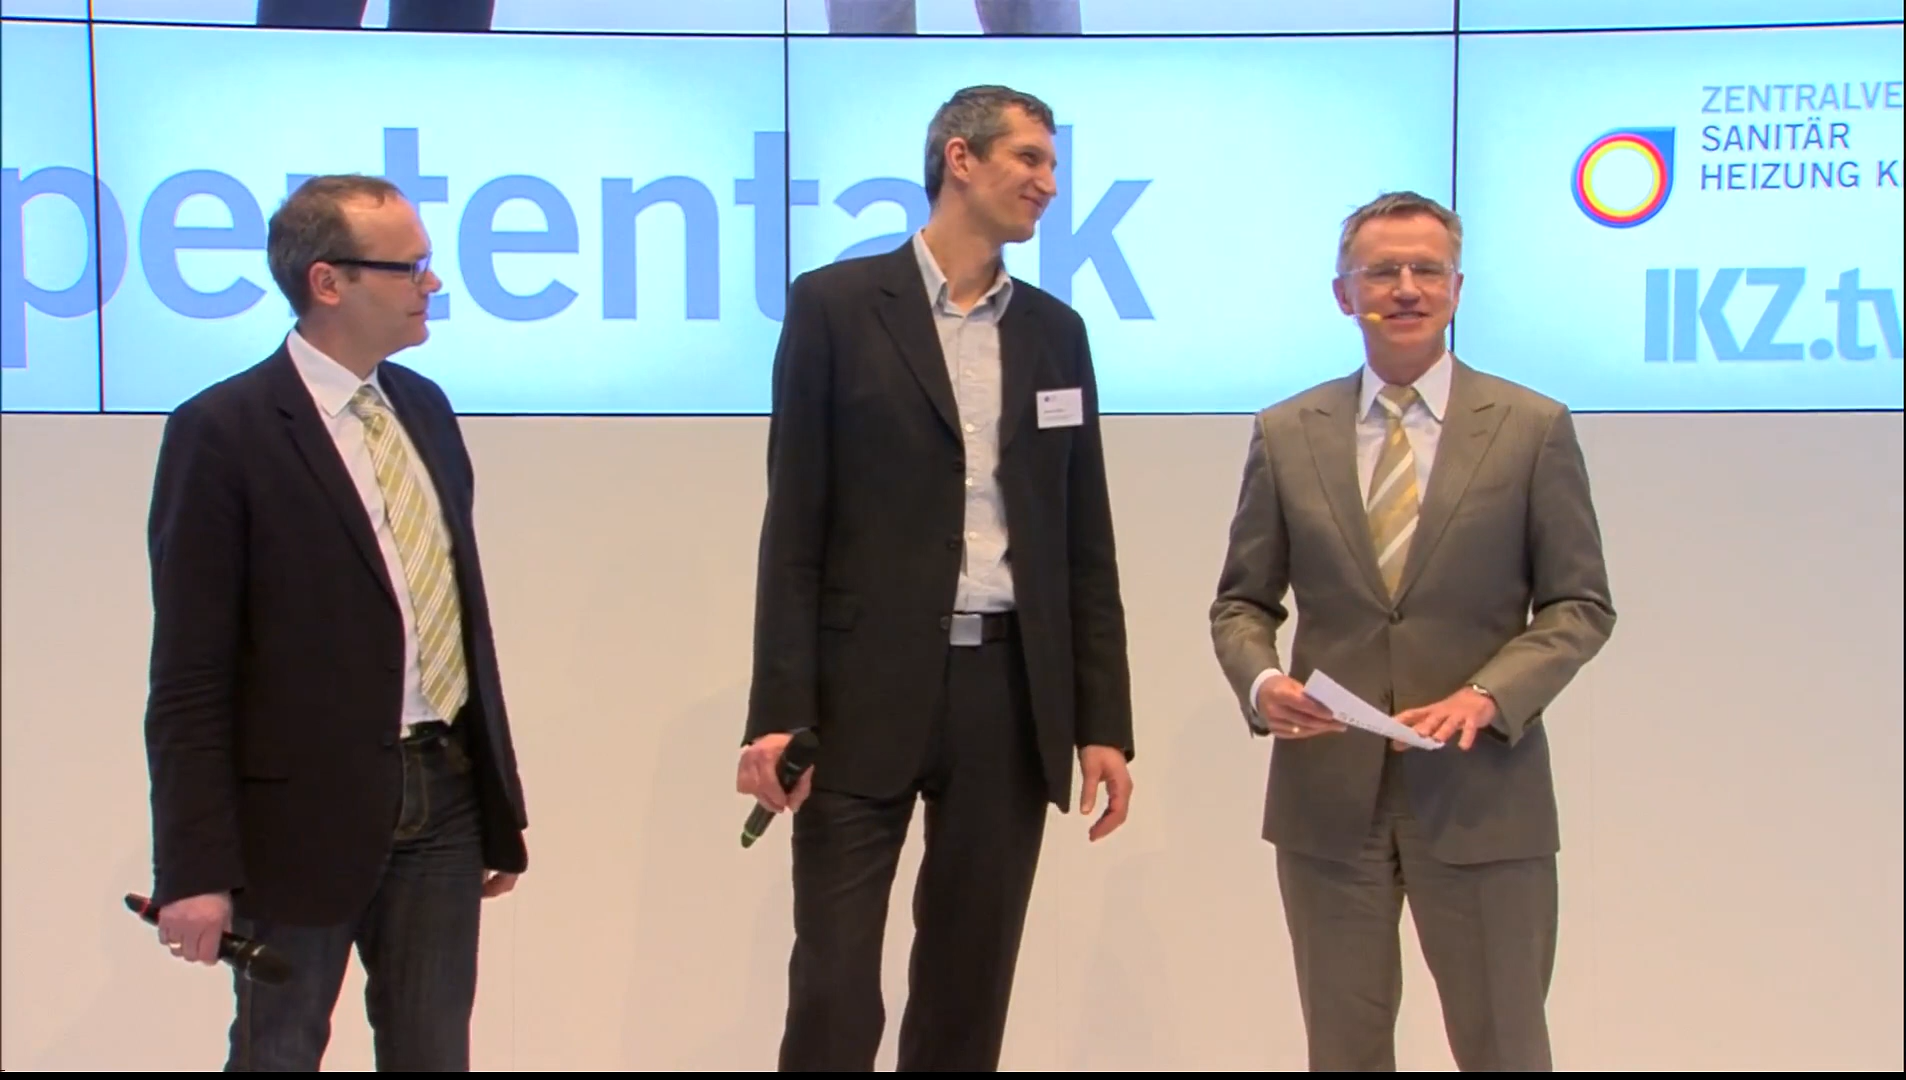 pertentalk
ZENTRALVE
SANITÄR
HEIZUNG K
IKZ.tv